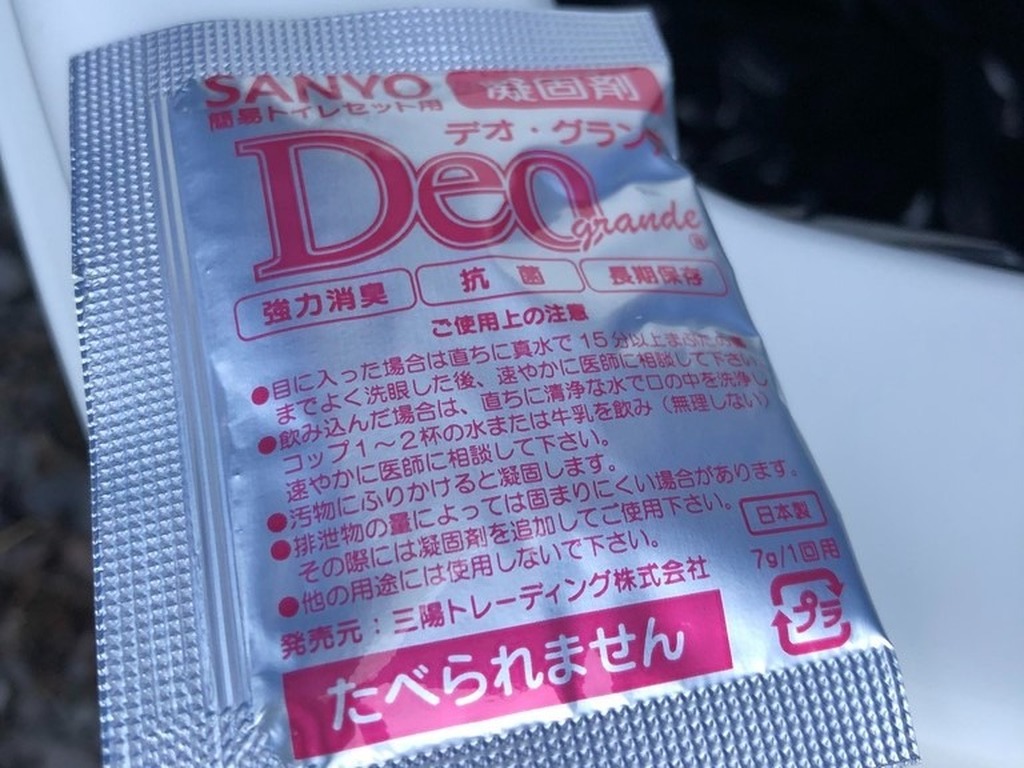 SANYO
凝固剤
簡易トイレセット用
デオ・グラン
Deo
grande
®
強力消臭
抗菌
長期保存
ご使用上の注意
●目に入った場合は直ちに真水で15分以上まぶたの
までよく洗眼した後、速やかに医師に相談して下さい。
●飲み込んだ場合は、直ちに清浄な水で口の中を洗浄し
コップ1〜2杯の水または牛乳を飲み(無理しない)
速やかに医師に相談して下さい。
●汚物にふりかけると凝固します。
●排泄物の量によっては固まりにくい場合があります。
その際には凝固剤を追加してご使用下さい。
●他の用途には使用しないで下さい。
日本製
7g/1回用
発売元：三陽トレーディング株式会社
プラ
たべられません